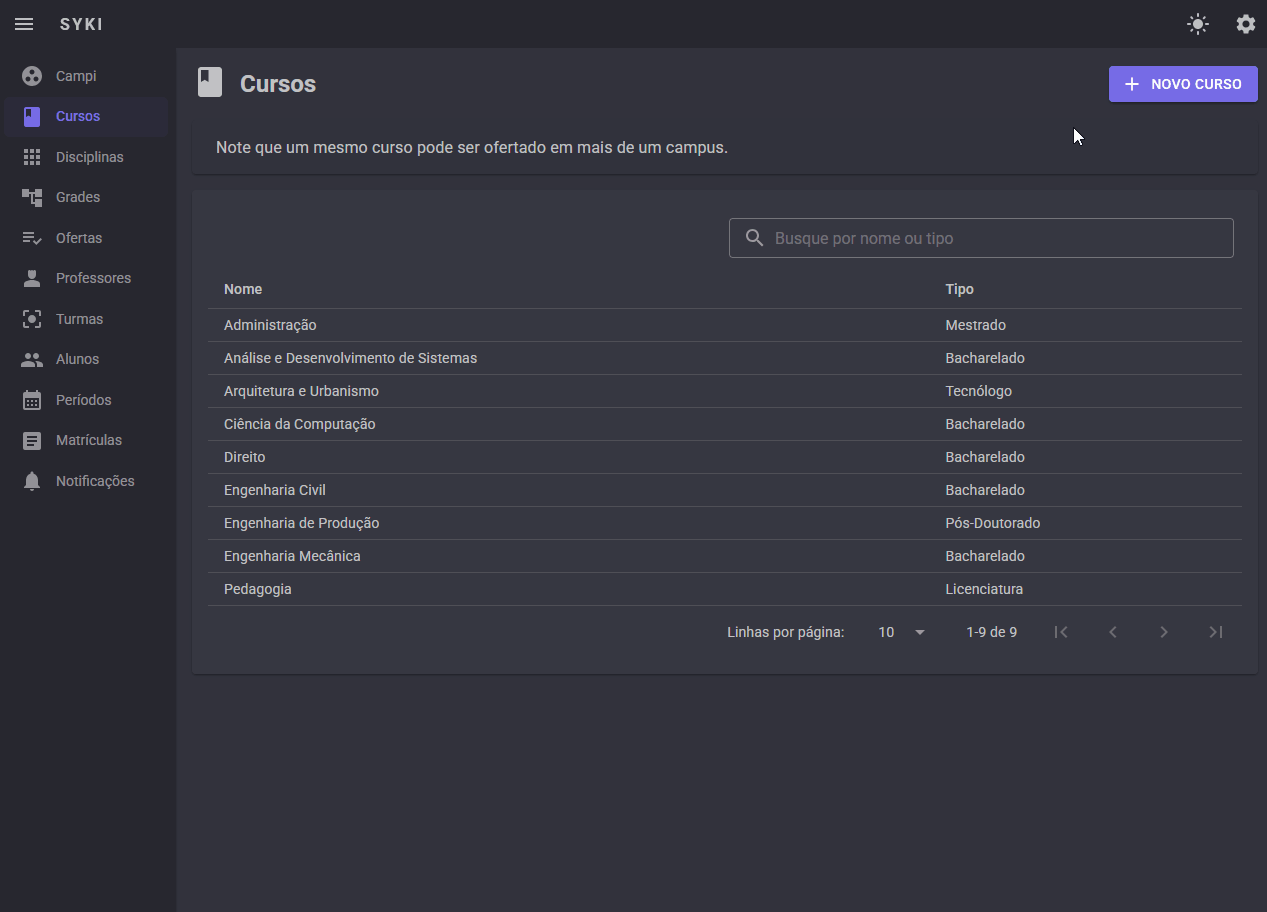 SYKI
Campi
Cursos
Disciplinas
Grades
Ofertas
Professores
Turmas
Alunos
Períodos
Matrículas
Notificações
Cursos
NOVO CURSO
Note que um mesmo curso pode ser ofertado em mais de um campus.
Busque por nome ou tipo
Nome Tipo
Administração Mestrado
Análise e Desenvolvimento de Sistemas Bacharelado
Arquitetura e Urbanismo Tecnólogo
Ciência da Computação Bacharelado
Direito Bacharelado
Engenharia Civil Bacharelado
Engenharia de Produção Pós-Doutorado
Engenharia Mecânica Bacharelado
Pedagogia Licenciatura
Linhas por página: 10 1-9 de 9